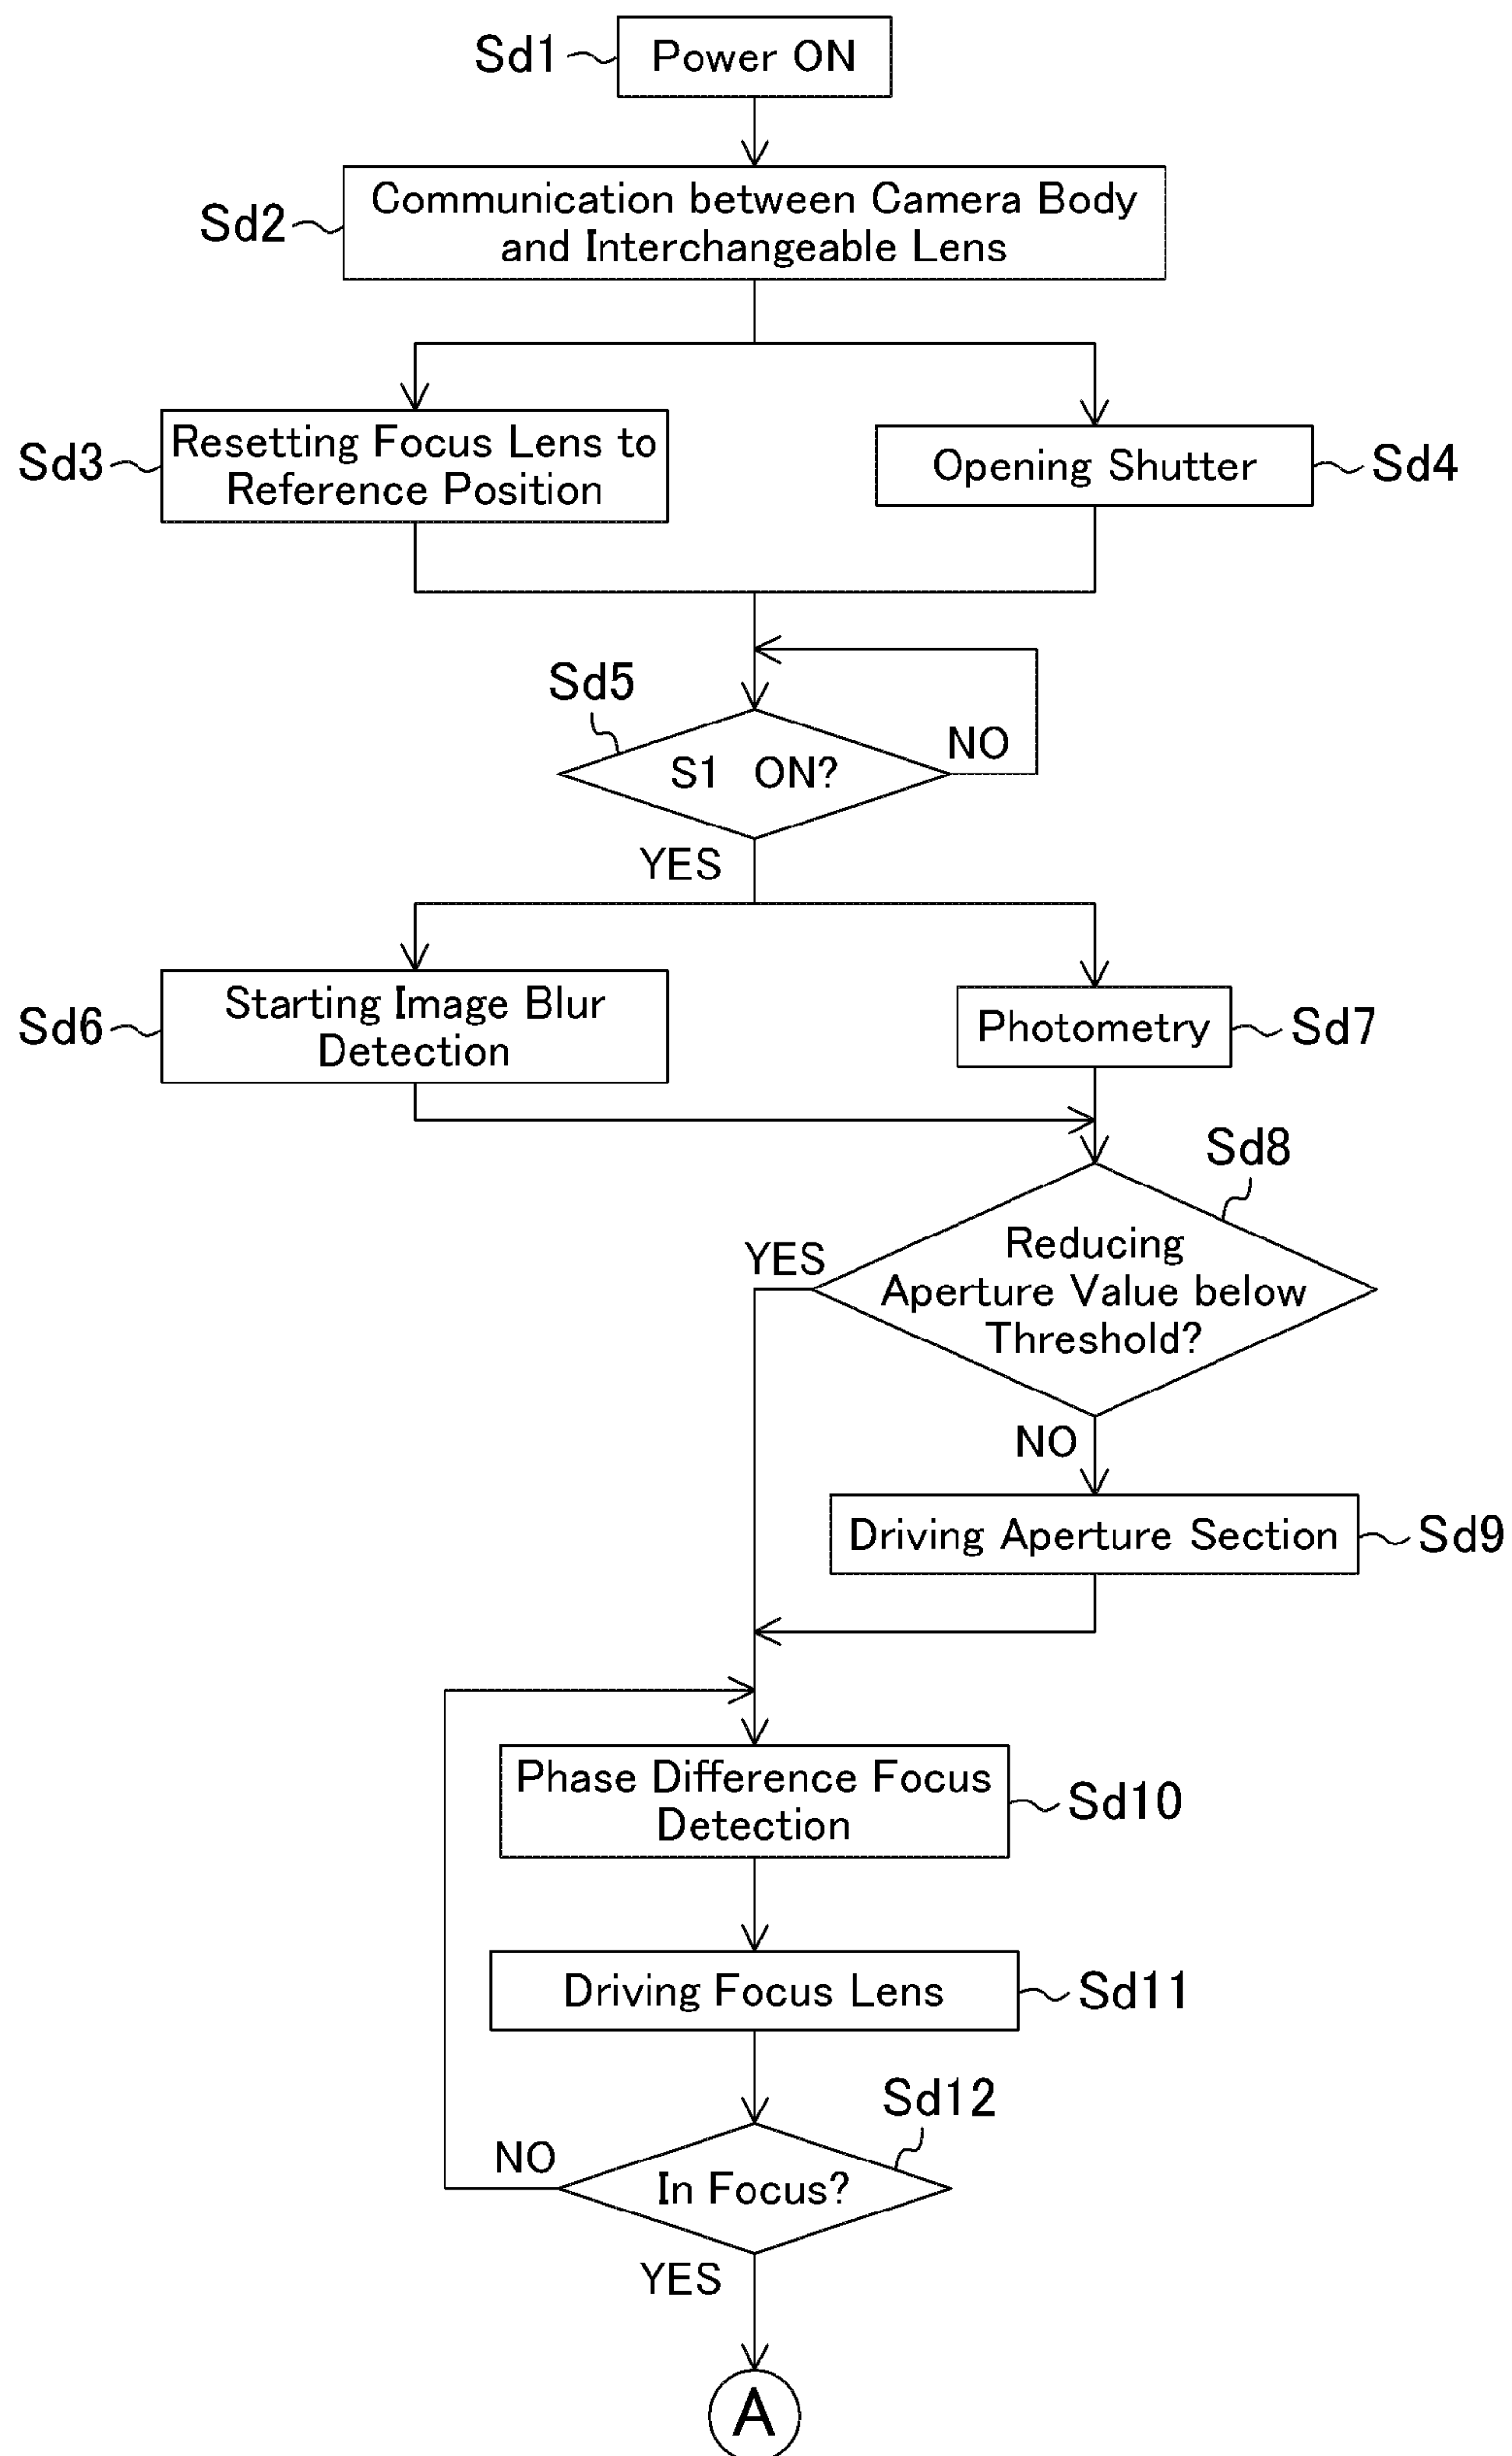 Sd1
Power ON
Sd2
Communication between Camera Body
and Interchangeable Lens
Sd3
Resetting Focus Lens to
Reference Position
Opening Shutter
Sd4
Sd5
S1 ON?
NO
YES
Sd6
Starting Image Blur
Detection
Photometry
Sd7
Sd8
YES
Reducing
Aperture Value below
Threshold?
NO
Driving Aperture Section
Sd9
Phase Difference Focus
Detection
Sd10
Driving Focus Lens
Sd11
Sd12
NO
In Focus?
YES
A